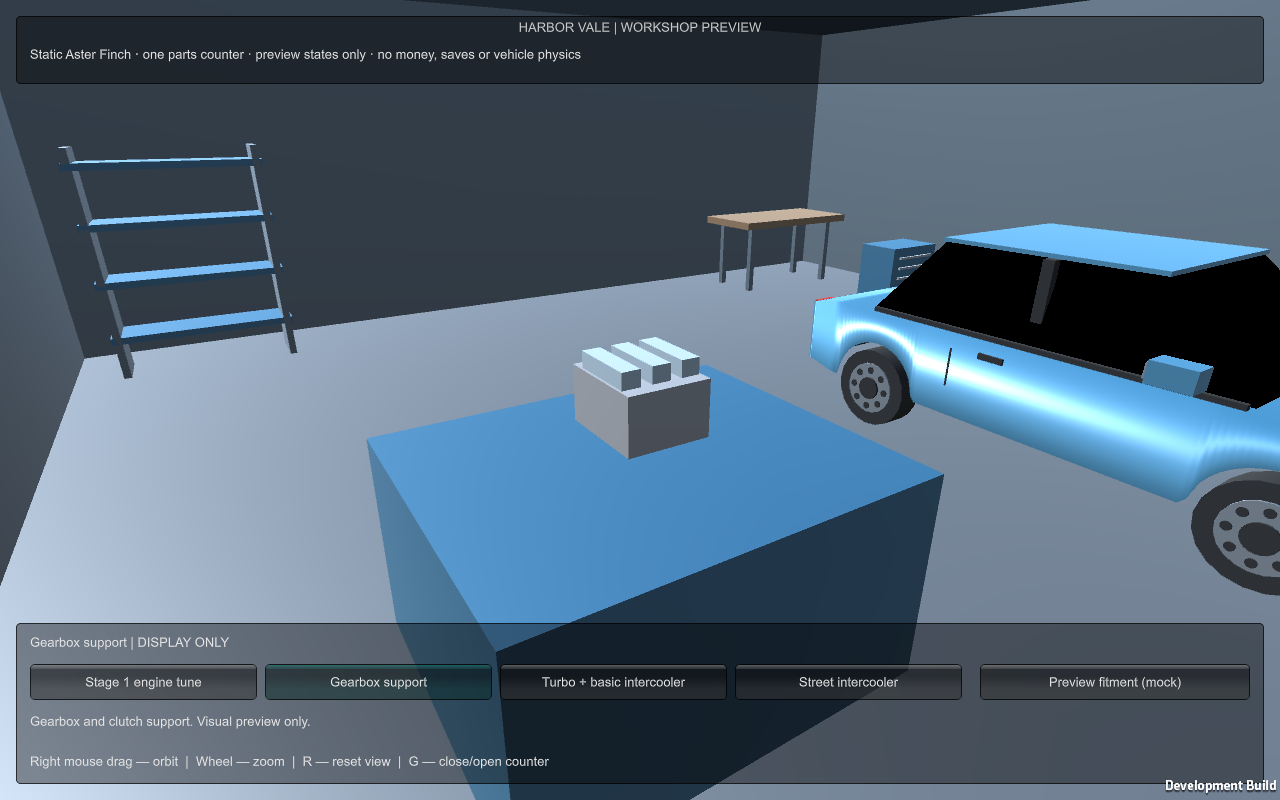 HARBOR VALE | WORKSHOP PREVIEW
Static Aster Finch · one parts counter · preview states only · no money, saves or vehicle physics
Gearbox support | DISPLAY ONLY
Stage 1 engine tune
Gearbox support
Turbo + basic intercooler
Street intercooler
Preview fitment (mock)
Gearbox and clutch support. Visual preview only.
Right mouse drag — orbit | Wheel — zoom | R — reset view | G — close/open counter
Development Build